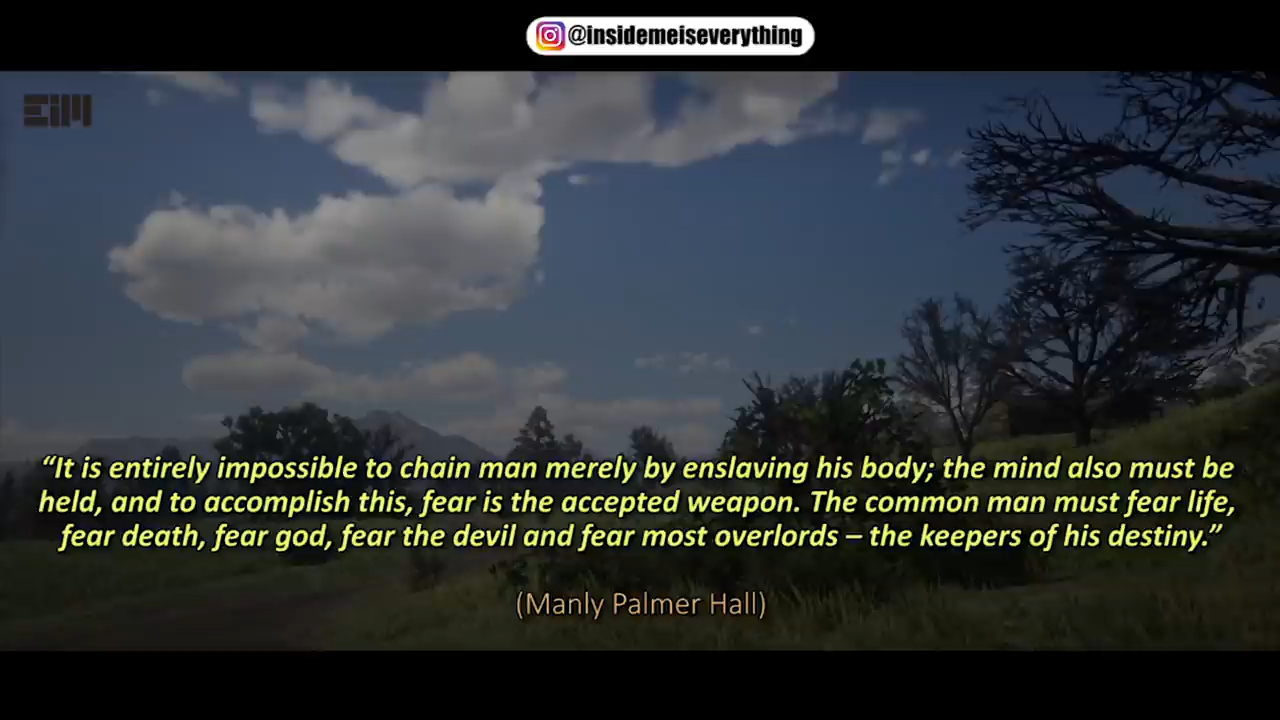 @insidemeiseverything
EiM
“It is entirely impossible to chain man merely by enslaving his body; the mind also must be
held, and to accomplish this, fear is the accepted weapon. The common man must fear life,
fear death, fear god, fear the devil and fear most overlords – the keepers of his destiny.”
(Manly Palmer Hall)